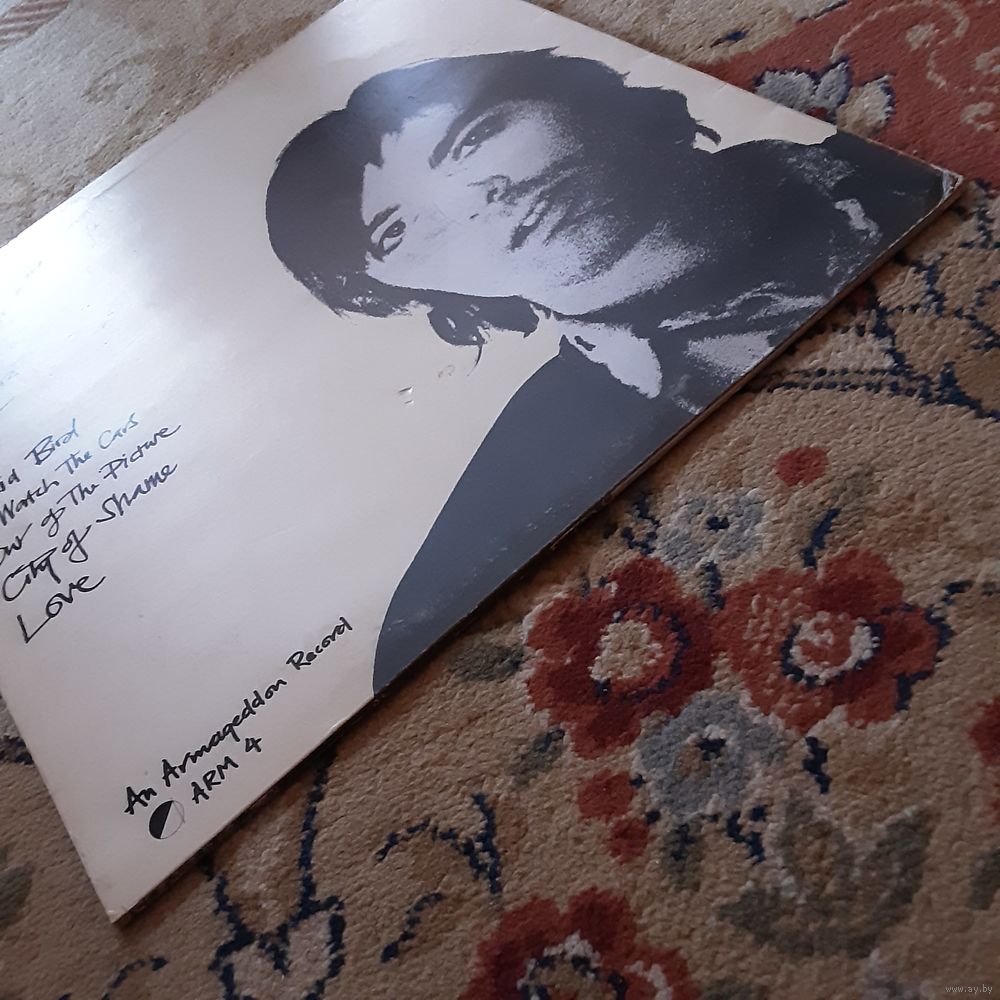 Bird
Watch The Cars
of The Picture
City of Shame
Love
An Armageddon Record
ARM 4
www.ay.by